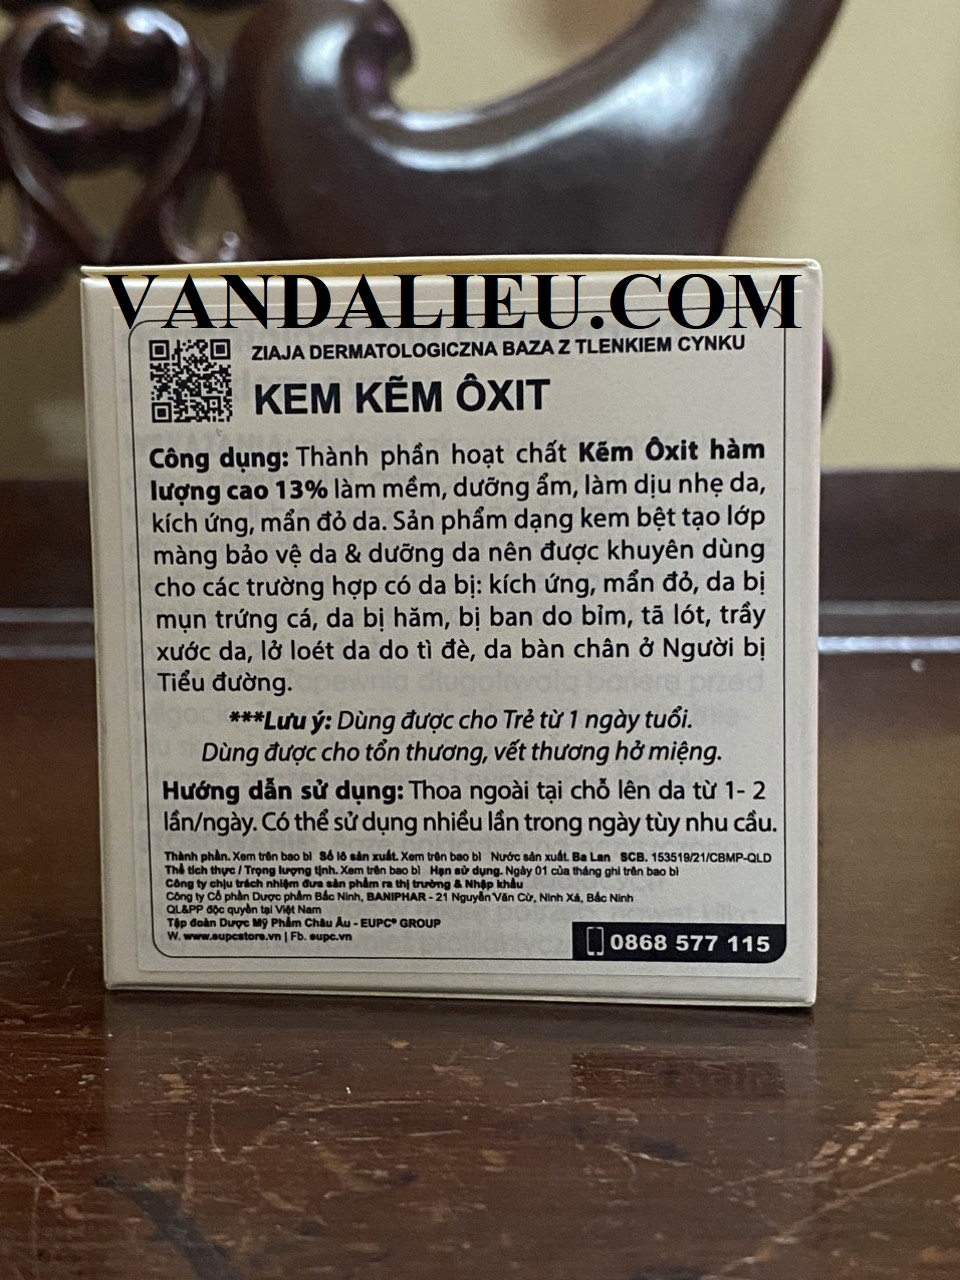 VANDALIEU.COM
ZIAJA DERMATOLOGICZNA BAZA Z TLENKIEM CYNKU
KEM KẼM ÔXIT
Công dụng: Thành phần hoạt chất Kẽm Ôxit hàm
lượng cao 13% làm mềm, dưỡng ẩm, làm dịu nhẹ da,
kích ứng, mẩn đỏ da. Sản phẩm dạng kem bệt tạo lớp
màng bảo vệ da & dưỡng da nên được khuyên dùng
cho các trường hợp có da bị: kích ứng, mẩn đỏ, da bị
mụn trứng cá, da bị hăm, bị ban do bỉm, tã lót, trầy
xước da, lở loét da do tì đè, da bàn chân ở Người bị
Tiểu đường.
***Lưu ý: Dùng được cho Trẻ từ 1 ngày tuổi.
Dùng được cho tổn thương, vết thương hở miệng.
Hướng dẫn sử dụng: Thoa ngoài tại chỗ lên da từ 1- 2
lần/ngày. Có thể sử dụng nhiều lần trong ngày tùy nhu cầu.
Thành phần. Xem trên bao bì Số lô sản xuất. Xem trên bao bì Nước sản xuất. Ba Lan SCB. 153519/21/CBMP-QLD
Thể tích thực / Trọng lượng tịnh. Xem trên bao bì Hạn sử dụng. Ngày 01 của tháng ghi trên bao bì
Công ty chịu trách nhiệm đưa sản phẩm ra thị trường & Nhập khẩu
Công ty Cổ phần Dược phẩm Bắc Ninh, BANIPHAR - 21 Nguyễn Văn Cừ, Ninh Xá, Bắc Ninh
QL&PP độc quyền tại Việt Nam
Tập đoàn Dược Mỹ Phẩm Châu Âu - EUPC® GROUP
W. www.eupcstore.vn | Fb. eupc.vn
0868 577 115